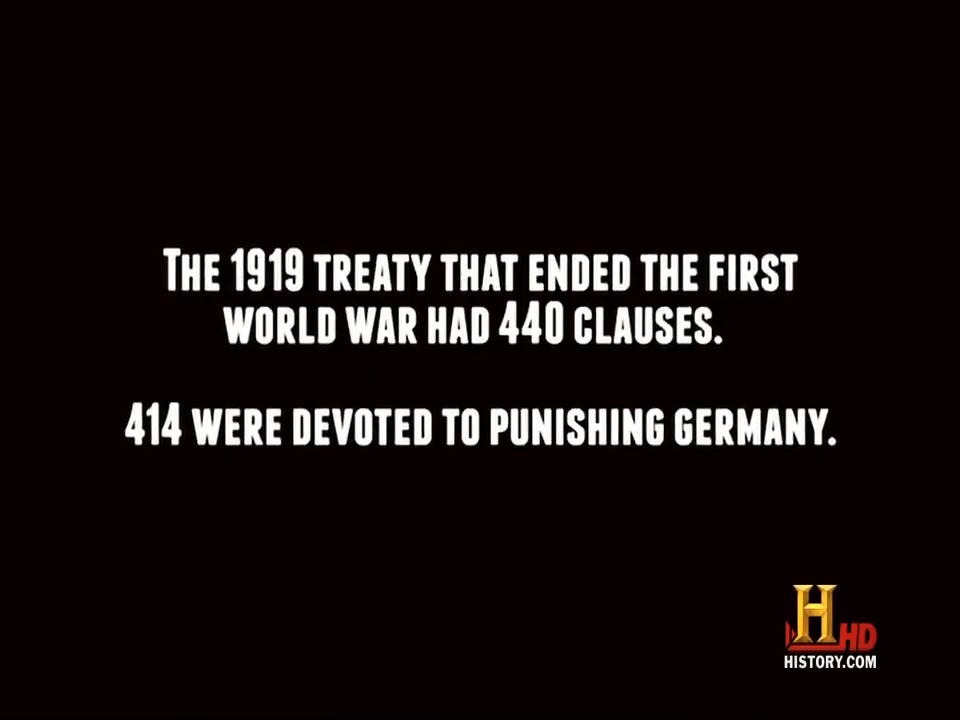 The 1919 treaty that ended the first
world war had 440 clauses.
414 were devoted to punishing Germany.
H HD
HISTORY.COM